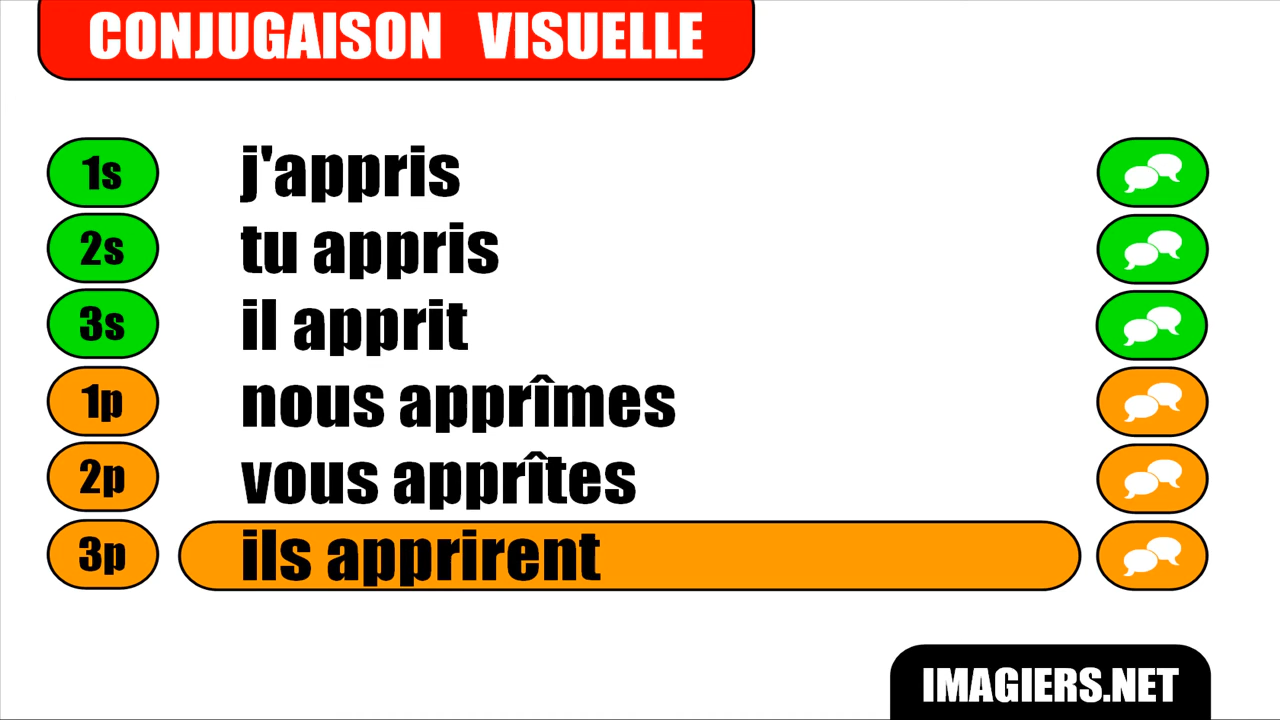 CONJUGAISON VISUELLE
1s j'appris
2s tu appris
3s il apprit
1p nous apprîmes
2p vous apprîtes
3p ils apprirent
IMAGIERS.NET